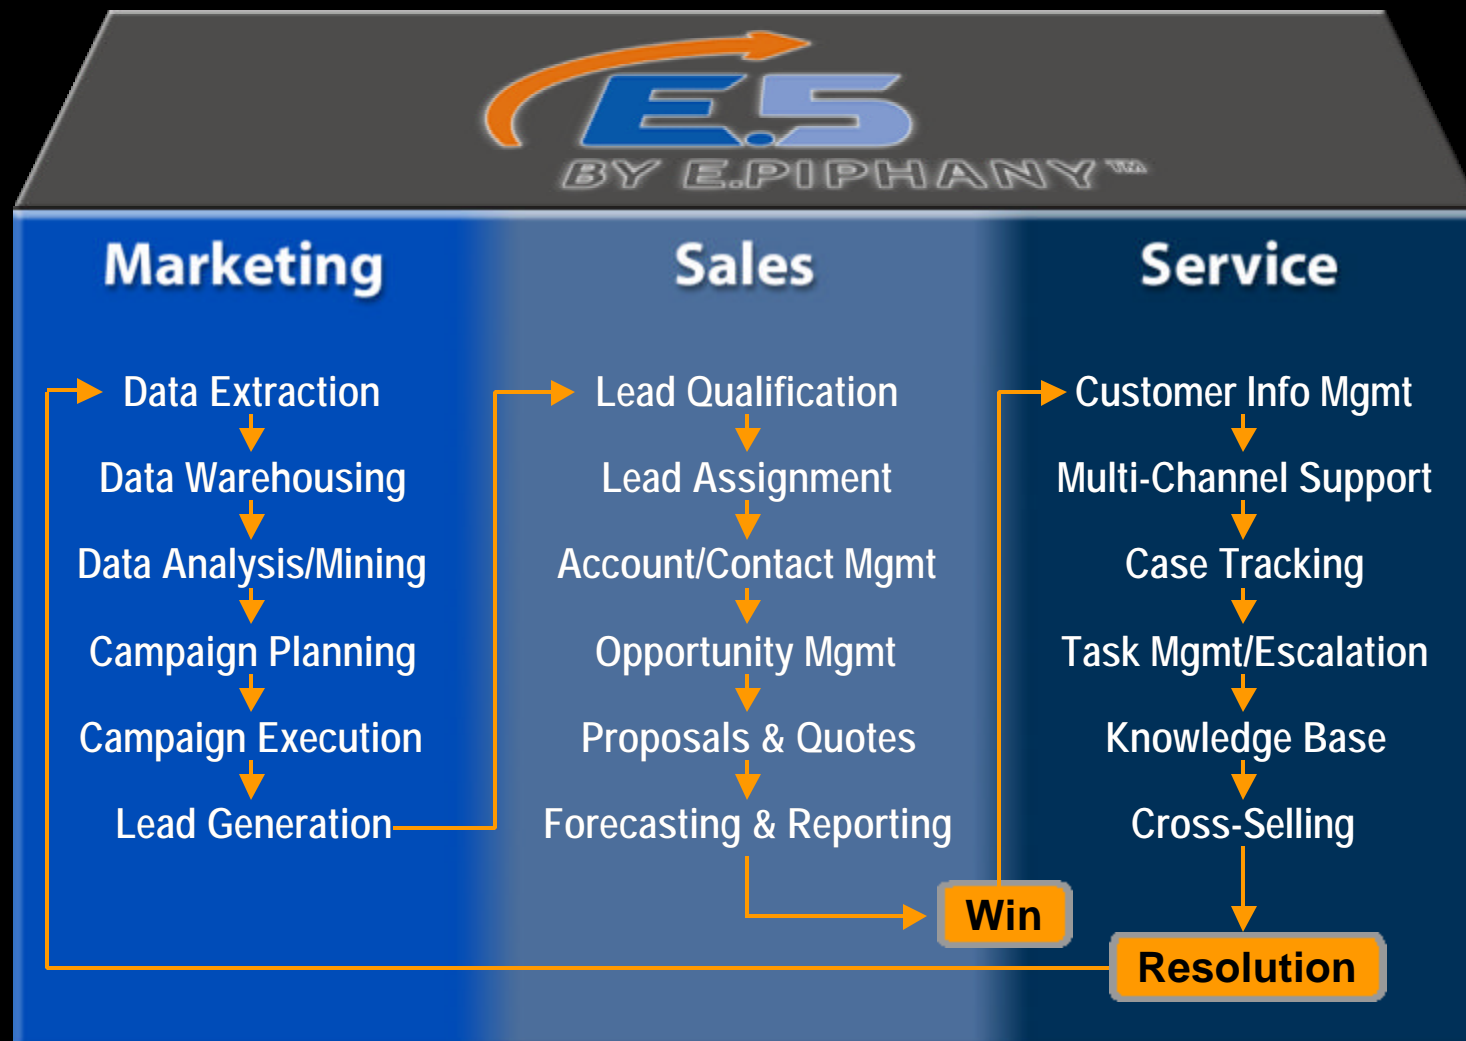 E.5
BY E.PIPHANY™
Marketing
Data Extraction
Data Warehousing
Data Analysis/Mining
Campaign Planning
Campaign Execution
Lead Generation
Sales
Lead Qualification
Lead Assignment
Account/Contact Mgmt
Opportunity Mgmt
Proposals & Quotes
Forecasting & Reporting
Win
Service
Customer Info Mgmt
Multi-Channel Support
Case Tracking
Task Mgmt/Escalation
Knowledge Base
Cross-Selling
Resolution